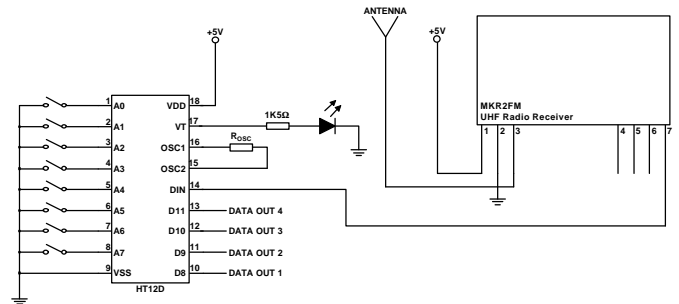 ANTENNA
+5V
+5V
MKR2FM
UHF Radio Receiver
1 2 3 4 5 6 7
1 A0 VDD 18
2 A1 VT 17 1K5Ω
3 A2 OSC1 16 ROSC
4 A3 OSC2 15
5 A4 DIN 14
6 A5 D11 13 DATA OUT 4
7 A6 D10 12 DATA OUT 3
8 A7 D9 11 DATA OUT 2
9 VSS D8 10 DATA OUT 1
HT12D